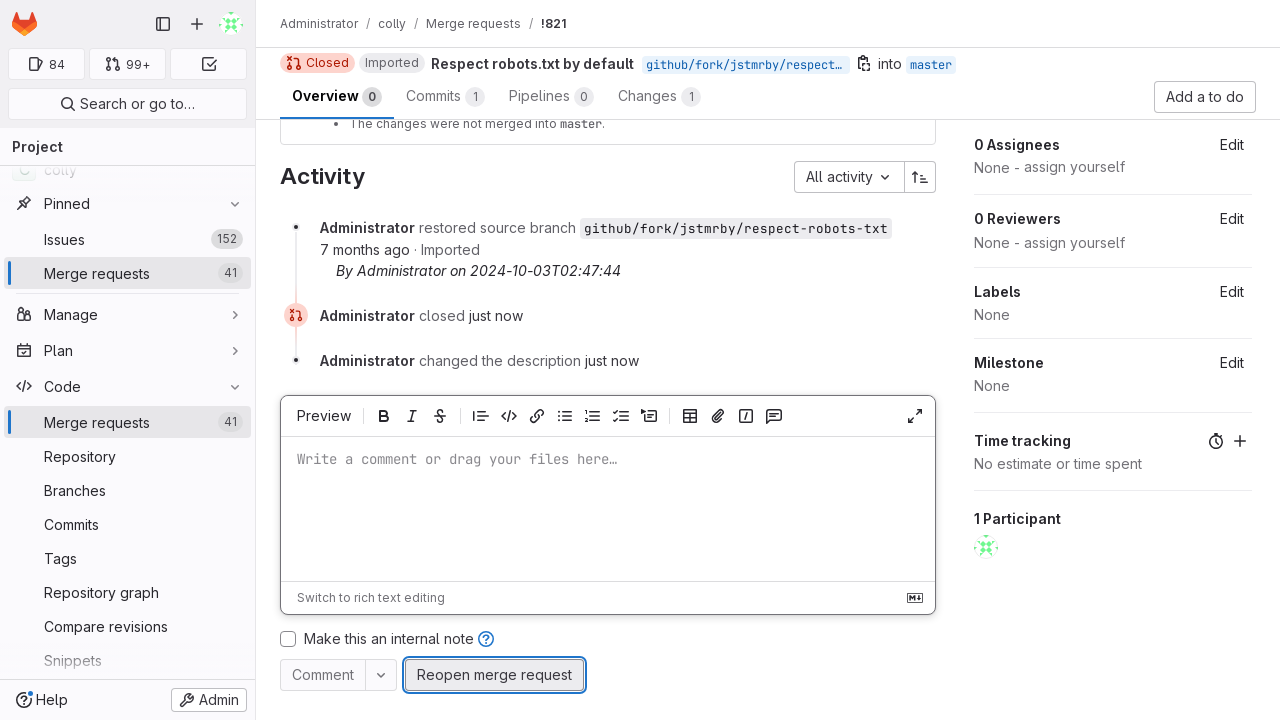 Administrator / colly / Merge requests / !821
84
99+
Search or go to…
Project
colly
Pinned
Issues 152
Merge requests 41
Manage
Plan
Code
Merge requests 41
Repository
Branches
Commits
Tags
Repository graph
Compare revisions
Snippets
Help
Admin
Closed Imported Respect robots.txt by default github/fork/jstmrby/respect… into master
Overview 0 Commits 1 Pipelines 0 Changes 1
Add a to do
• The changes were not merged into master.
Activity
All activity
Administrator restored source branch github/fork/jstmrby/respect-robots-txt
7 months ago · Imported
By Administrator on 2024-10-03T02:47:44
Administrator closed just now
Administrator changed the description just now
Preview
Write a comment or drag your files here…
Switch to rich text editing
Make this an internal note
Comment
Reopen merge request
0 Assignees Edit
None - assign yourself
0 Reviewers Edit
None - assign yourself
Labels Edit
None
Milestone Edit
None
Time tracking
No estimate or time spent
1 Participant